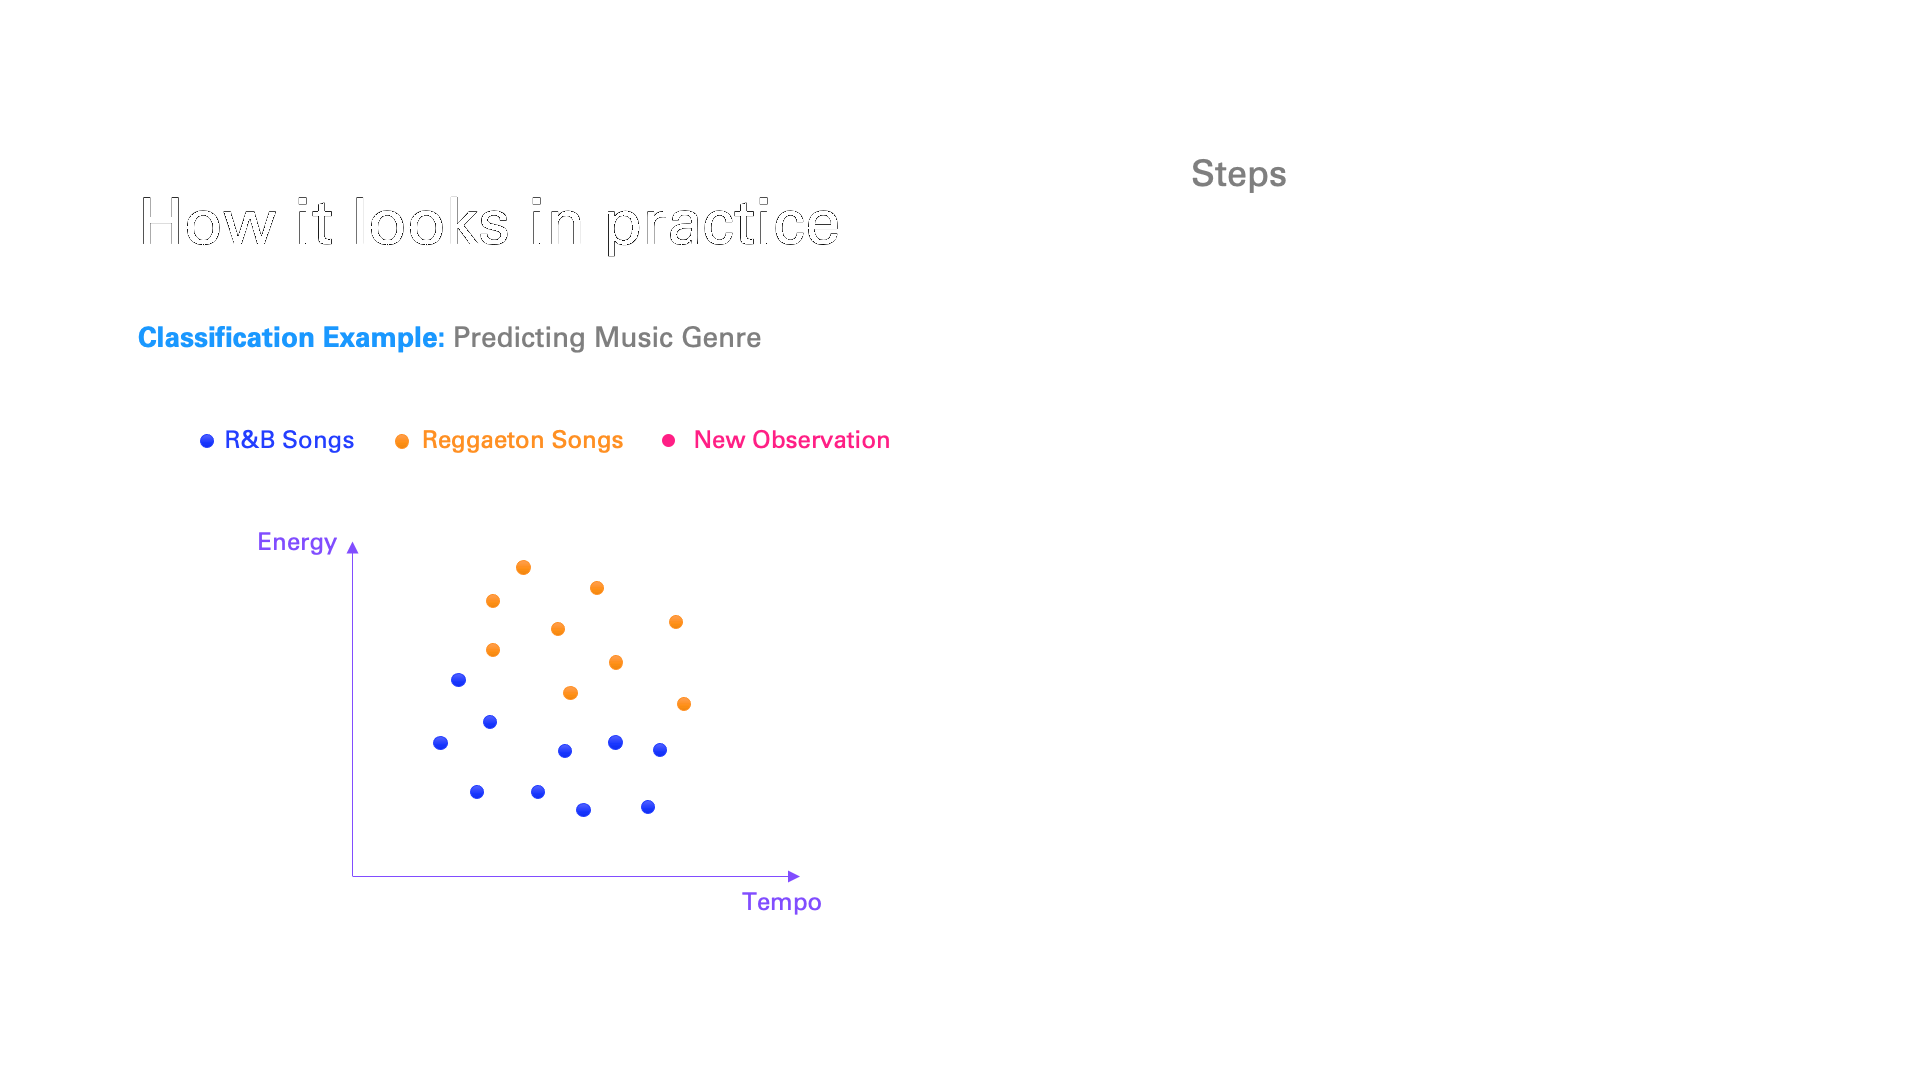 How it looks in practice
Classification Example: Predicting Music Genre
R&B Songs Reggaeton Songs New Observation
Energy
Tempo
Steps